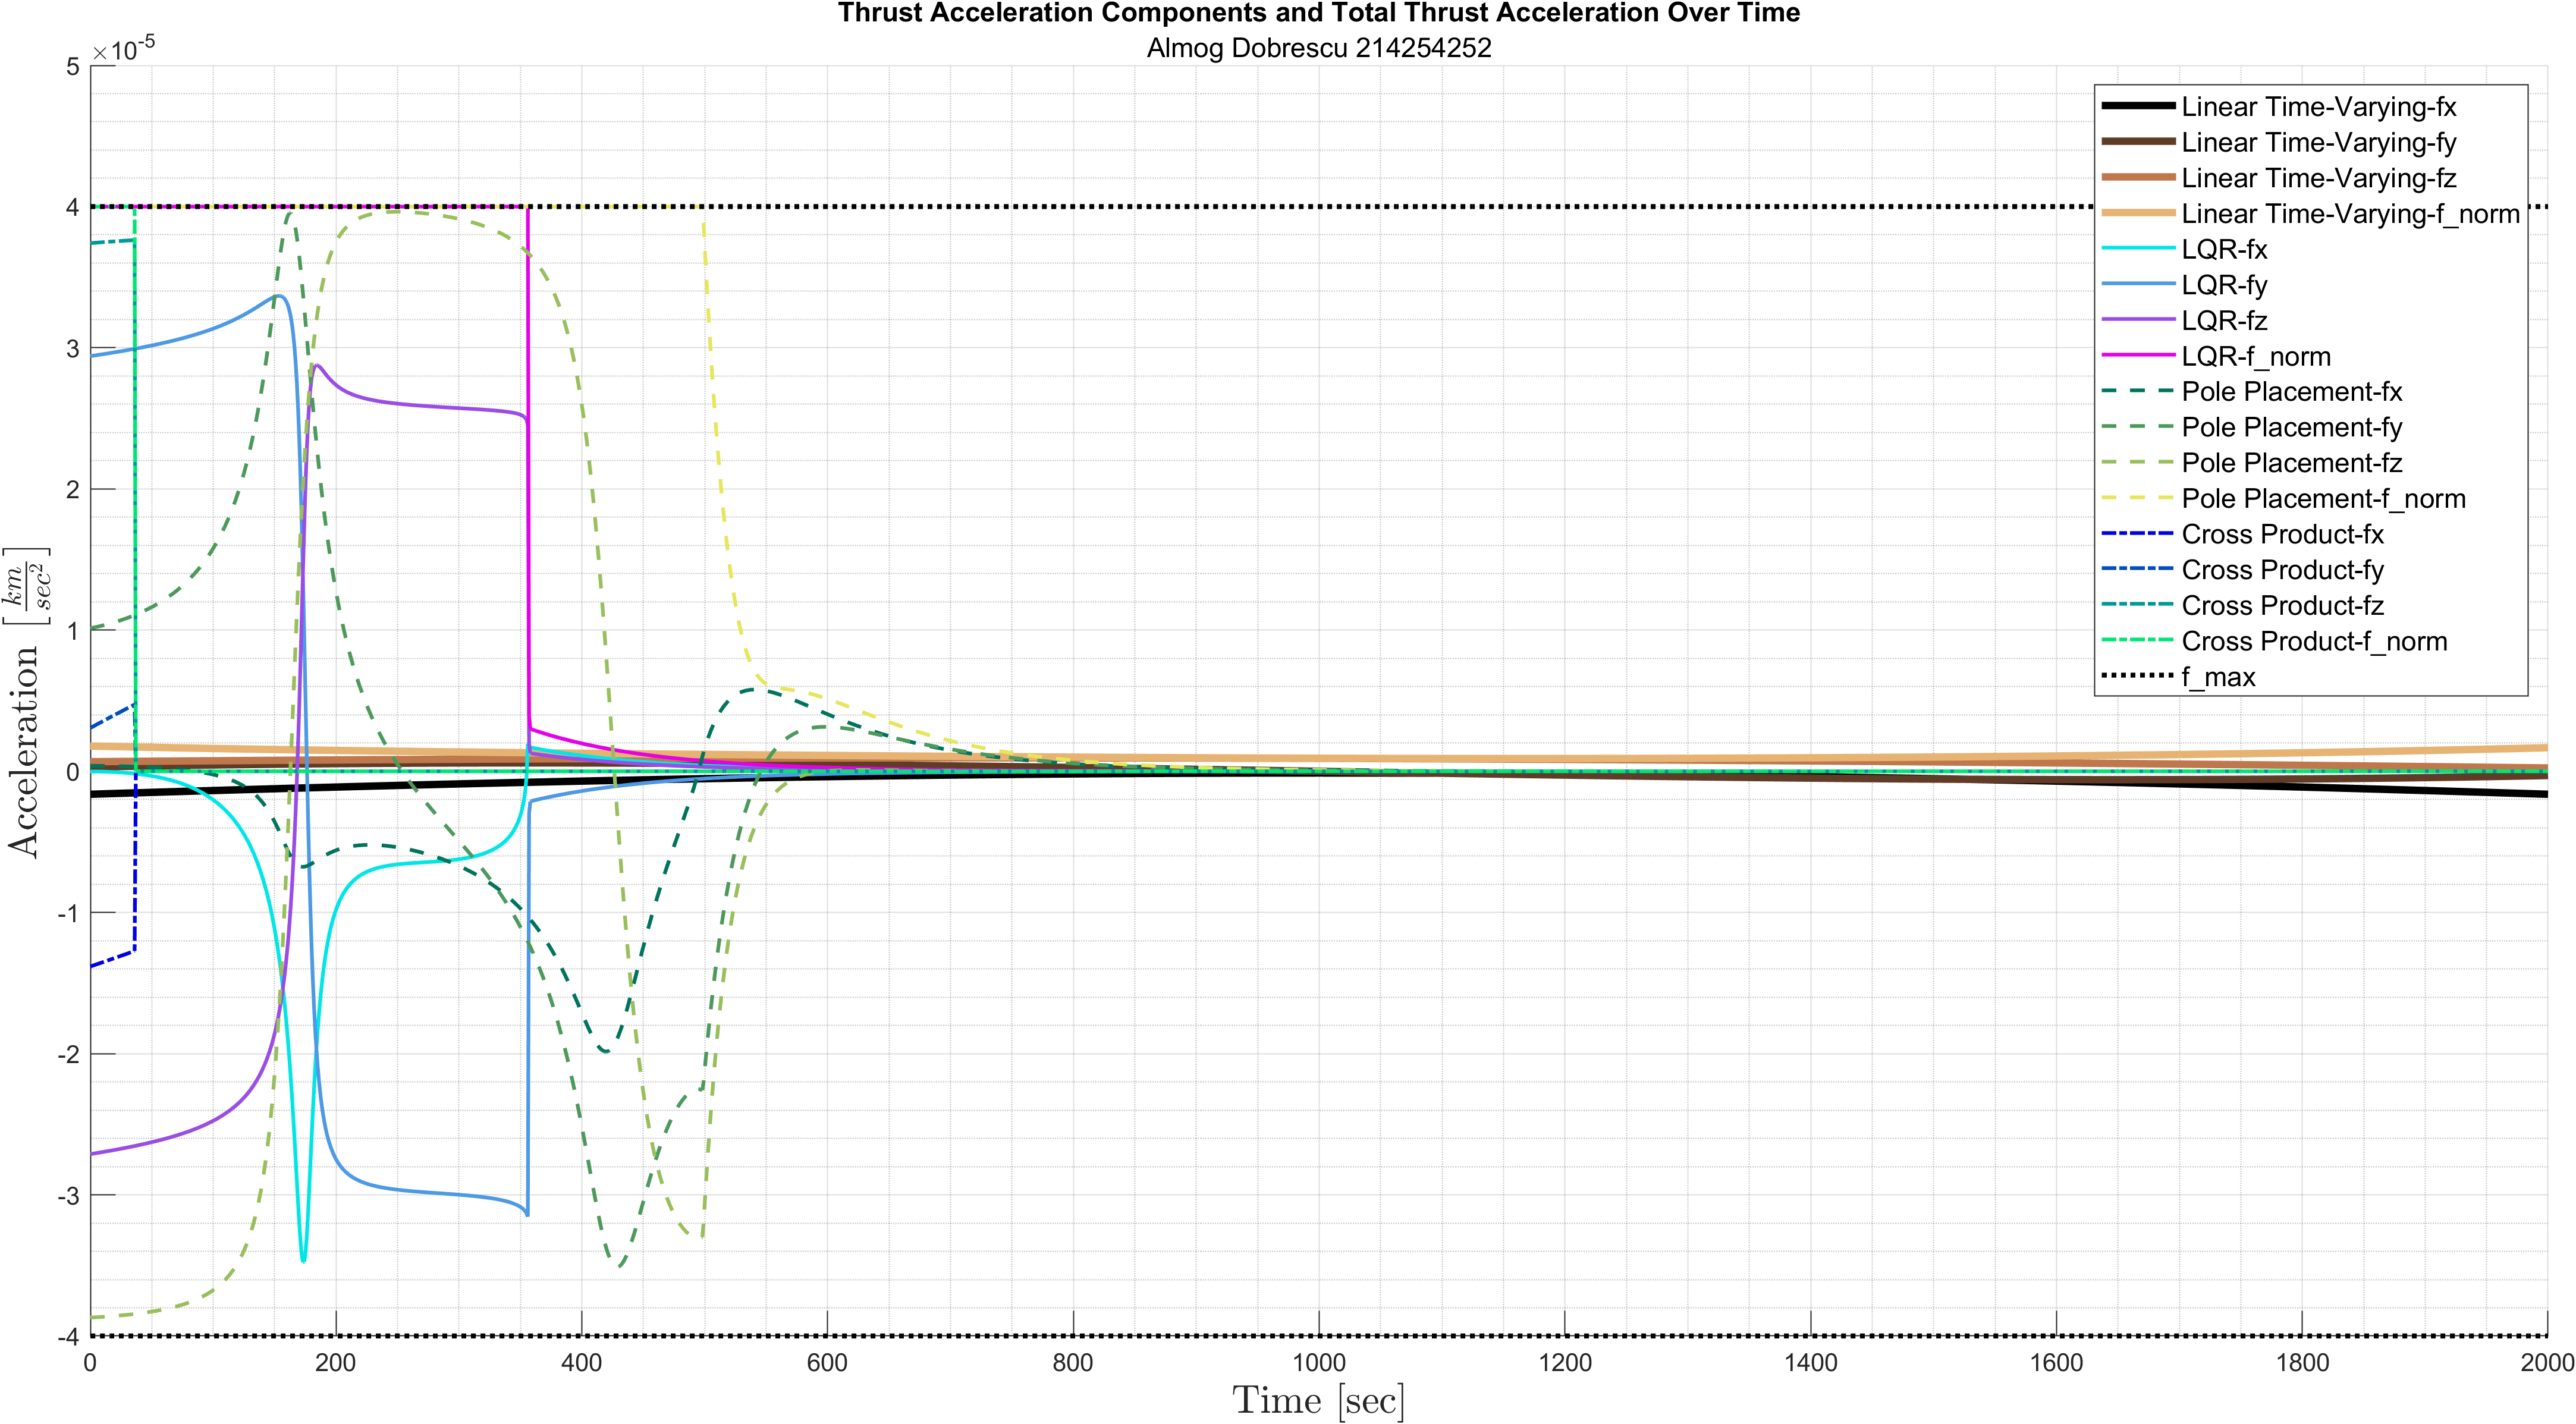 Thrust Acceleration Components and Total Thrust Acceleration Over Time
Almog Dobrescu 214254252
×10^-5
5
4
3
2
1
0
-1
-2
-3
-4
Acceleration [km/sec^2]
0 200 400 600 800 1000 1200 1400 1600 1800 2000
Time [sec]
Linear Time-Varying-fx
Linear Time-Varying-fy
Linear Time-Varying-fz
Linear Time-Varying-f_norm
LQR-fx
LQR-fy
LQR-fz
LQR-f_norm
Pole Placement-fx
Pole Placement-fy
Pole Placement-fz
Pole Placement-f_norm
Cross Product-fx
Cross Product-fy
Cross Product-fz
Cross Product-f_norm
f_max